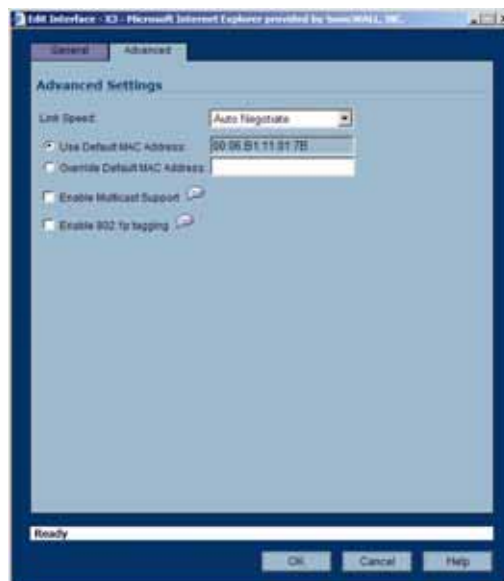 Edit Interface - X3 - Microsoft Internet Explorer provided by SonicWALL, INC.
General
Advanced
Advanced Settings
Link Speed:
Auto Negotiate
Use Default MAC Address:
00:06:B1:11:01:7B
Override Default MAC Address:
Enable Multicast Support
Enable 802.1p tagging
Ready
OK
Cancel
Help